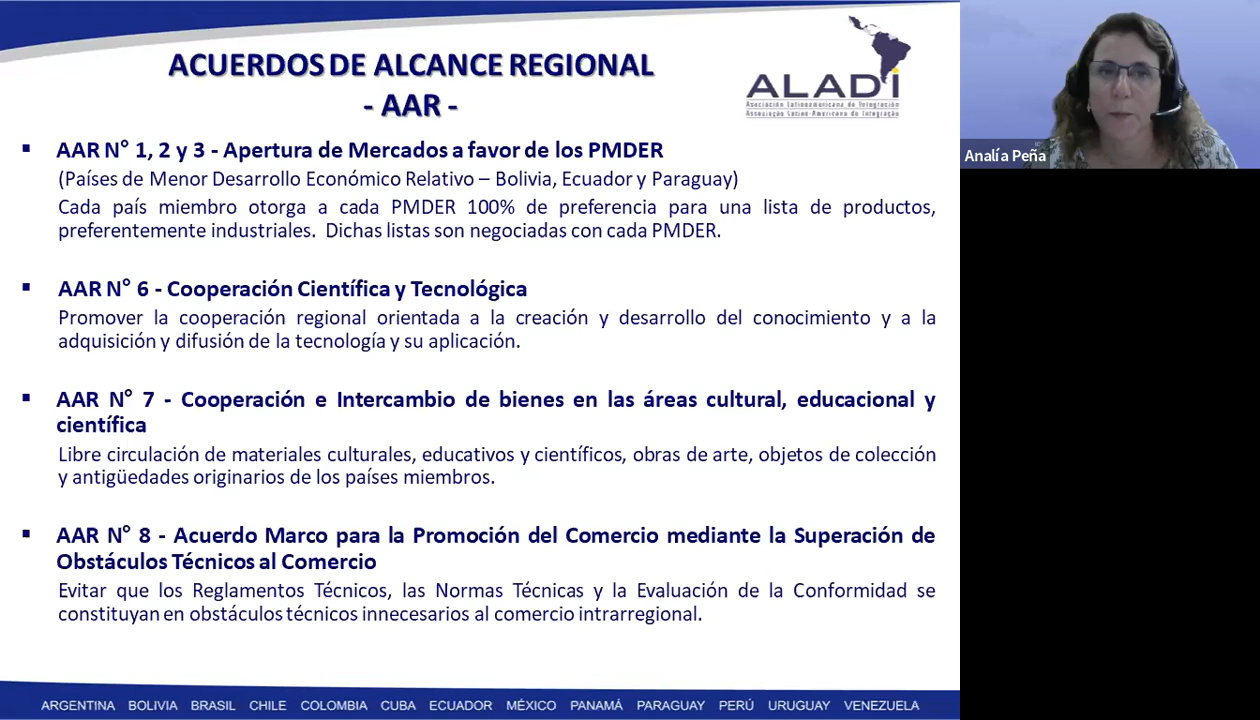 ACUERDOS DE ALCANCE REGIONAL
- AAR -
ALADI
Asociación Latinoamericana de Integración
Associação Latino-Americana de Integração
▪ AAR N° 1, 2 y 3 - Apertura de Mercados a favor de los PMDER
(Países de Menor Desarrollo Económico Relativo – Bolivia, Ecuador y Paraguay)
Cada país miembro otorga a cada PMDER 100% de preferencia para una lista de productos,
preferentemente industriales. Dichas listas son negociadas con cada PMDER.
▪ AAR N° 6 - Cooperación Científica y Tecnológica
Promover la cooperación regional orientada a la creación y desarrollo del conocimiento y a la
adquisición y difusión de la tecnología y su aplicación.
▪ AAR N° 7 - Cooperación e Intercambio de bienes en las áreas cultural, educacional y
científica
Libre circulación de materiales culturales, educativos y científicos, obras de arte, objetos de colección
y antigüedades originarios de los países miembros.
▪ AAR N° 8 - Acuerdo Marco para la Promoción del Comercio mediante la Superación de
Obstáculos Técnicos al Comercio
Evitar que los Reglamentos Técnicos, las Normas Técnicas y la Evaluación de la Conformidad se
constituyan en obstáculos técnicos innecesarios al comercio intrarregional.
ARGENTINA BOLIVIA BRASIL CHILE COLOMBIA CUBA ECUADOR MÉXICO PANAMÁ PARAGUAY PERÚ URUGUAY VENEZUELA
Analía Peña